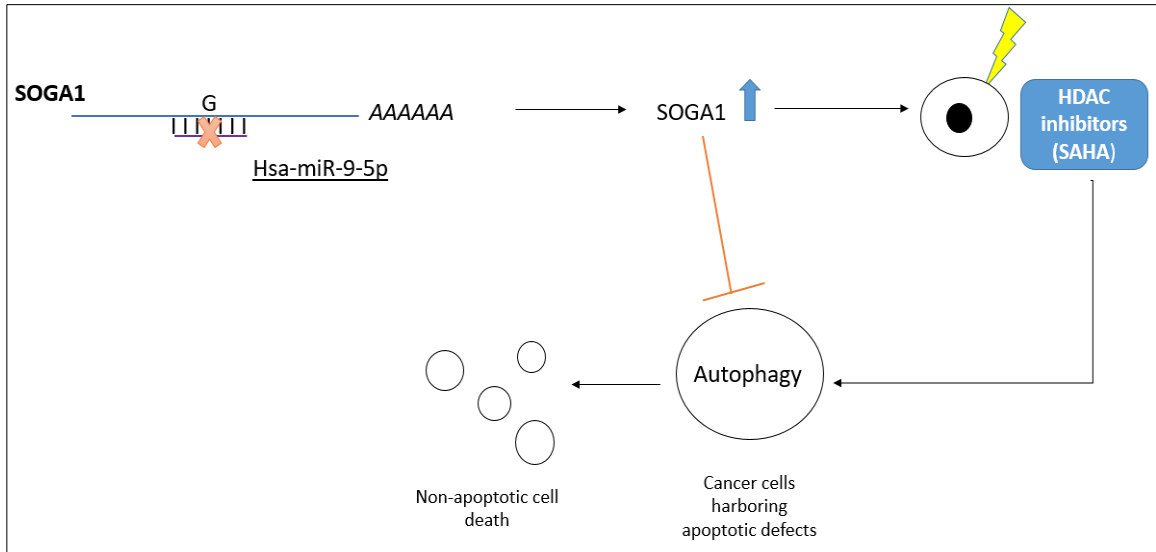 SOGA1
G
AAAAAA
Hsa-miR-9-5p
SOGA1
HDAC
inhibitors
(SAHA)
Autophagy
Non-apoptotic cell
death
Cancer cells
harboring
apoptotic defects